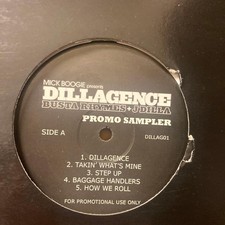 MICK BOOGIE presents
DILLAGENCE
BUSTA RHYMES + J DILLA
PROMO SAMPLER
SIDE A
DILLAG01
1. DILLAGENCE
2. TAKIN' WHAT'S MINE
3. STEP UP
4. BAGGAGE HANDLERS
5. HOW WE ROLL
FOR PROMOTIONAL USE ONLY